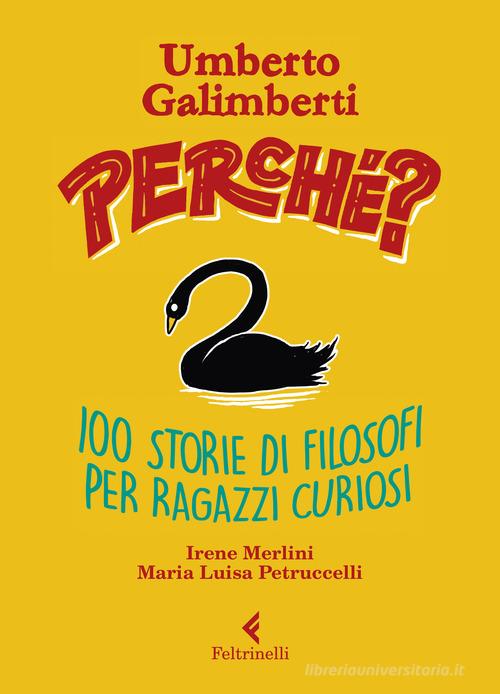 Umberto
Galimberti
PERCHÉ?
100 STORIE DI FILOSOFI
PER RAGAZZI CURIOSI
Irene Merlini
Maria Luisa Petruccelli
Feltrinelli
libreriauniversitaria.it